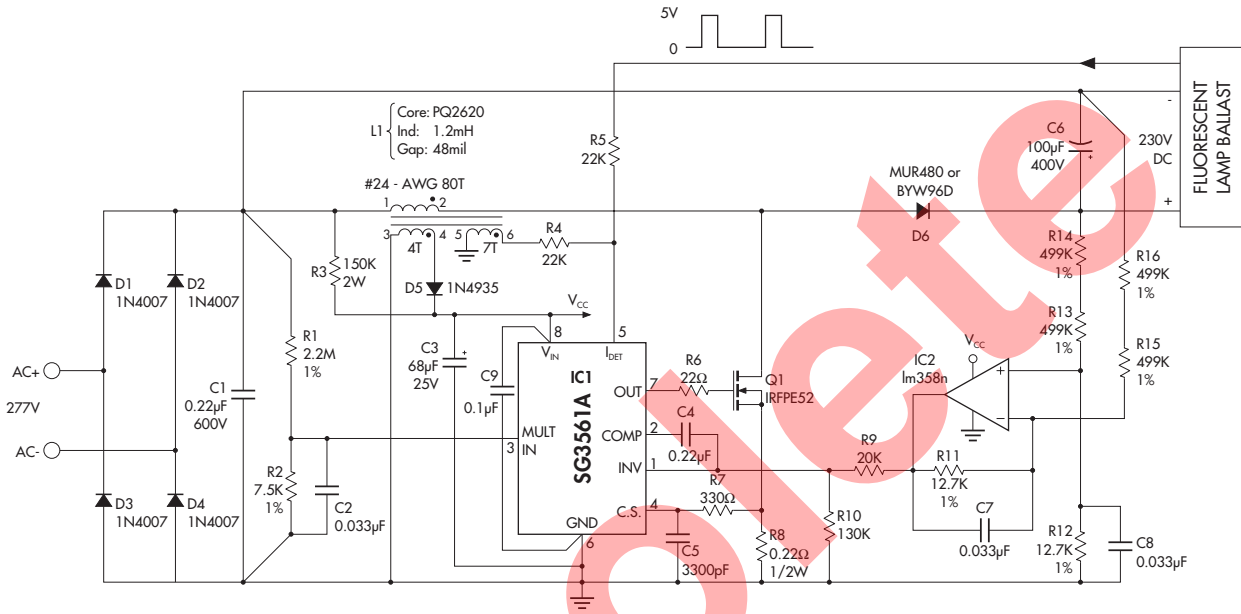 5V
0
FLUORESCENT
LAMP BALLAST
-
+
230V
DC
C6
100µF
400V
+
L1
Core: PQ2620
Ind: 1.2mH
Gap: 48mil
R5
22K
#24 - AWG 80T
1
2
3
4
5
6
4T
7T
R4
22K
MUR480 or
BYW96D
D6
R14
499K
1%
R16
499K
1%
R13
499K
1%
R15
499K
1%
D1
1N4007
D2
1N4007
R3
150K
2W
D5
1N4935
VCC
R1
2.2M
1%
C3
68µF
25V
+
C9
0.1µF
8
VIN
5
IDET
IC1
SG3561A
OUT
7
COMP
2
INV
1
C.S.
4
MULT
IN
3
GND
6
R6
22Ω
Q1
IRFPE52
C4
0.22µF
R7
330Ω
VCC
IC2
lm358n
+
-
AC+
277V
AC-
C1
0.22µF
600V
R9
20K
R11
12.7K
1%
C7
0.033µF
D3
1N4007
D4
1N4007
R2
7.5K
1%
C2
0.033µF
C5
3300pF
R8
0.22Ω
1/2W
R10
130K
R12
12.7K
1%
C8
0.033µF
olete